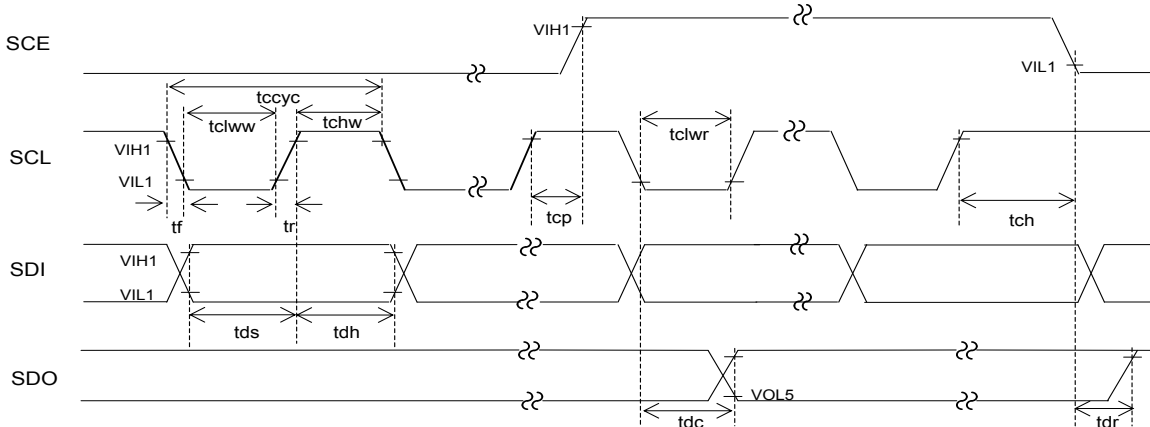 SCE
VIH1
VIL1
tccyc
tclww
tchw
tclwr
SCL
VIH1
VIL1
tf
tr
tcp
tch
SDI
VIH1
VIL1
tds
tdh
SDO
VOL5
tdc
tdr